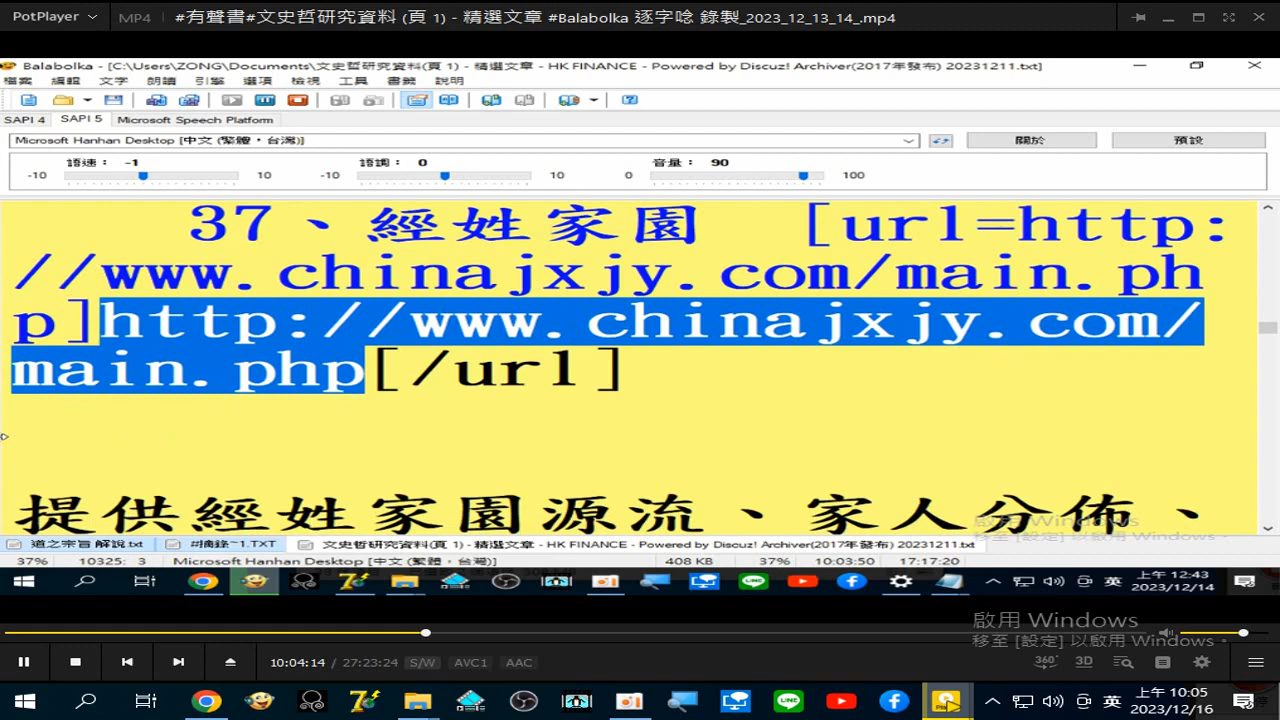 PotPlayer MP4 #有聲書#文史哲研究資料 (頁 1) - 精選文章 #Balabolka 逐字唸 錄製_2023_12_13_14_.mp4
Balabolka - [C:\Users\ZONG\Documents\文史哲研究資料(頁 1) - 精選文章 - HK FINANCE - Powered by Discuz! Archiver(2017年發布) 20231211.txt]
檔案 編輯 文字 朗讀 引擎 選項 檢視 工具 書籤 說明
SAPI 4 SAPI 5 Microsoft Speech Platform
Microsoft Hanhan Desktop [中文 (繁體，台灣)] 關於 預設
語速： -1 語調： 0 音量： 90
-10 10 -10 10 0 100
37、經姓家園 [url=http:
//www.chinajxjy.com/main.ph
p]http://www.chinajxjy.com/
main.php[/url]
提供經姓家園源流、家人分佈、
啟用 Windows
移至 [設定] 以啟用 Windows。
道之宗旨 解說.txt #摘錄~1.TXT 文史哲研究資料(頁 1) - 精選文章 - HK FINANCE - Powered by Discuz! Archiver(2017年發布) 20231211.txt
37% 10325: 3 Microsoft Hanhan Desktop [中文 (繁體，台灣)] 408 KB 37% 10:03:50 17:17:20
英 上午 12:43
2023/12/14
啟用 Windows
移至 [設定] 以啟用 Windows。
10:04:14 / 27:23:24 S/W AVC1 AAC 360° 3D
英 上午 10:05
2023/12/16